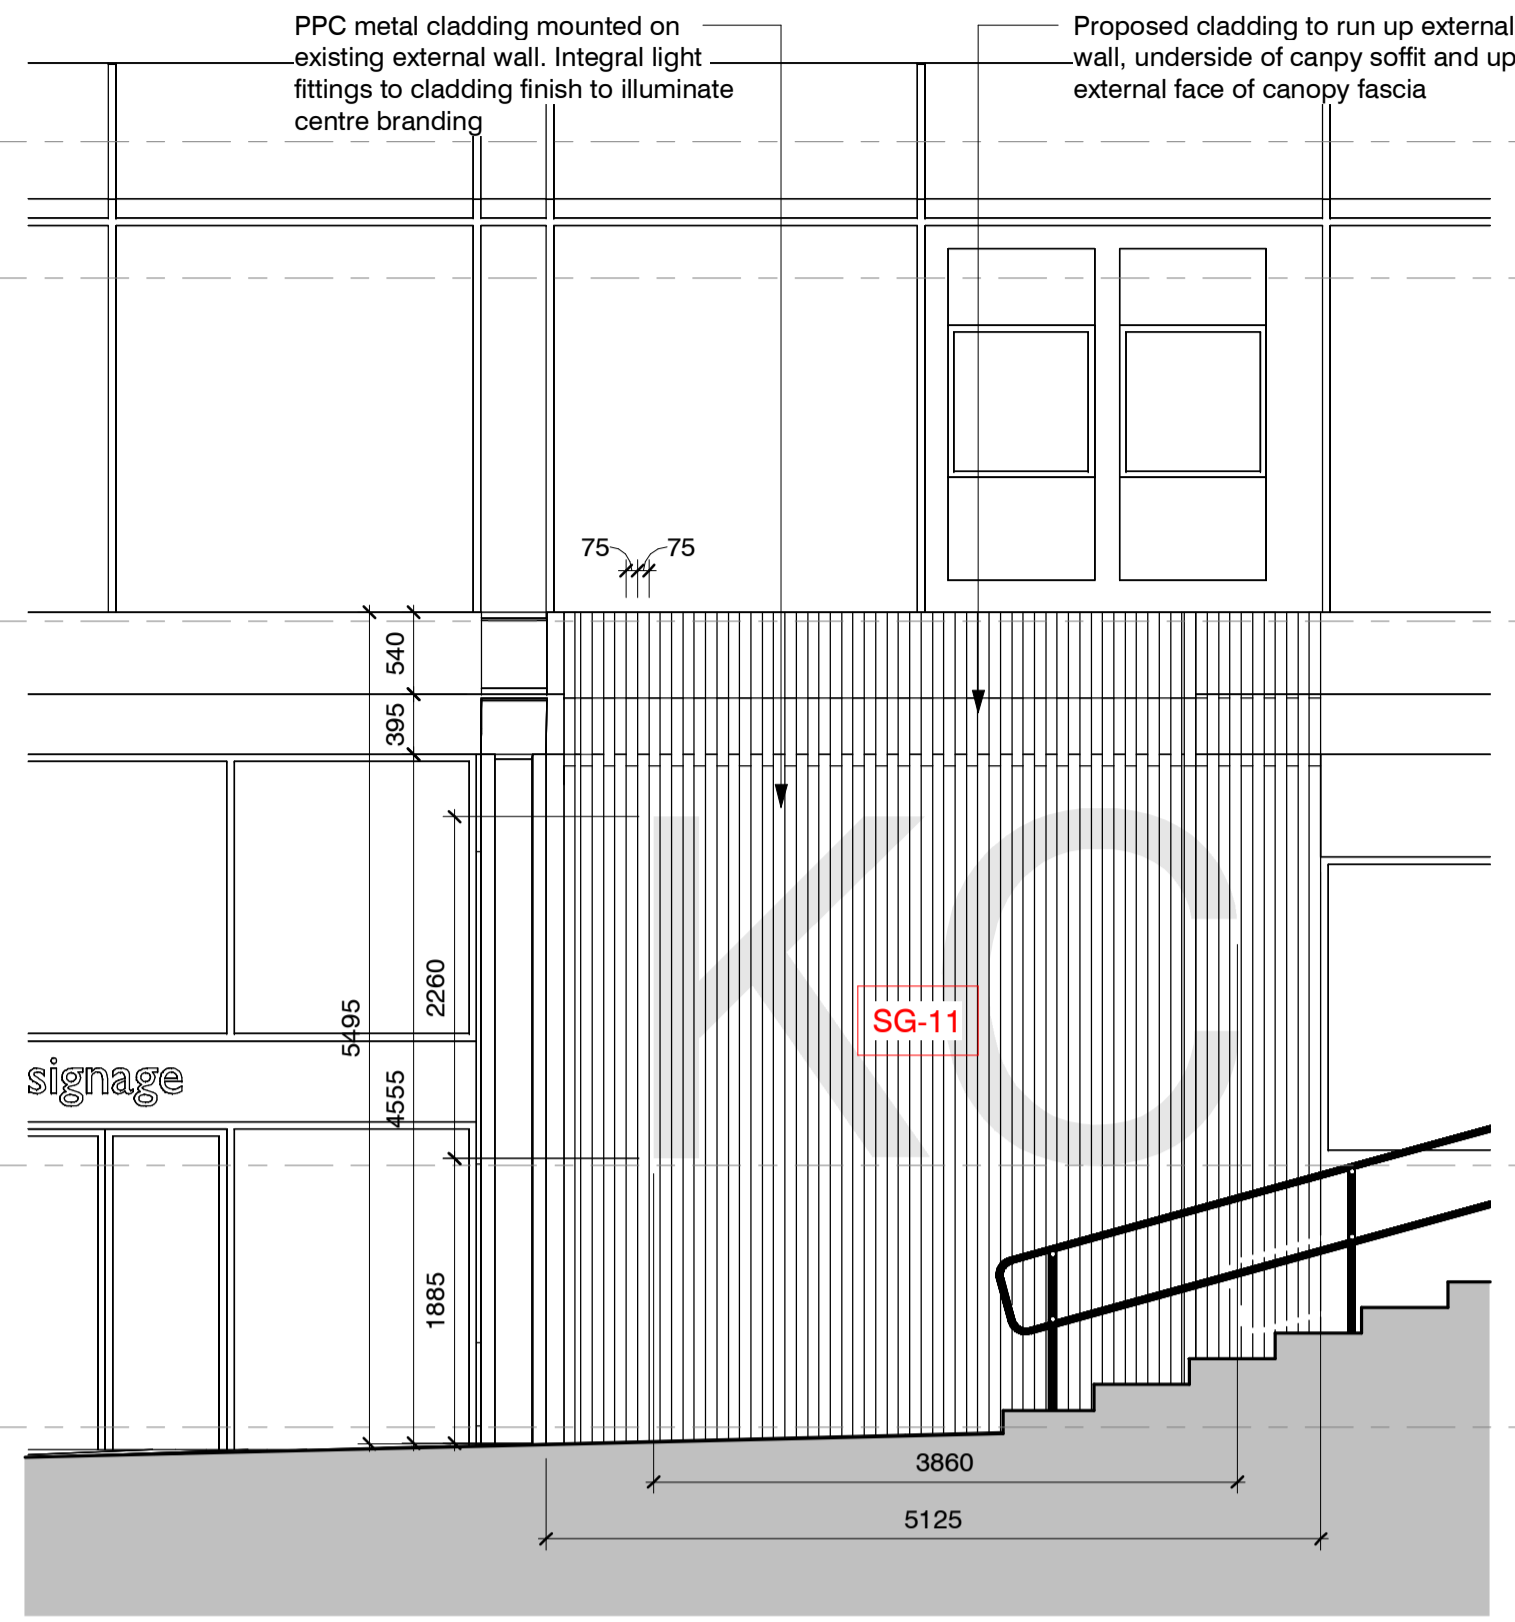 PPC metal cladding mounted on
existing external wall. Integral light
fittings to cladding finish to illuminate
centre branding
Proposed cladding to run up external
wall, underside of canpy soffit and up
external face of canopy fascia
75
75
540
395
2260
5495
4555
1885
KC
SG-11
signage
3860
5125